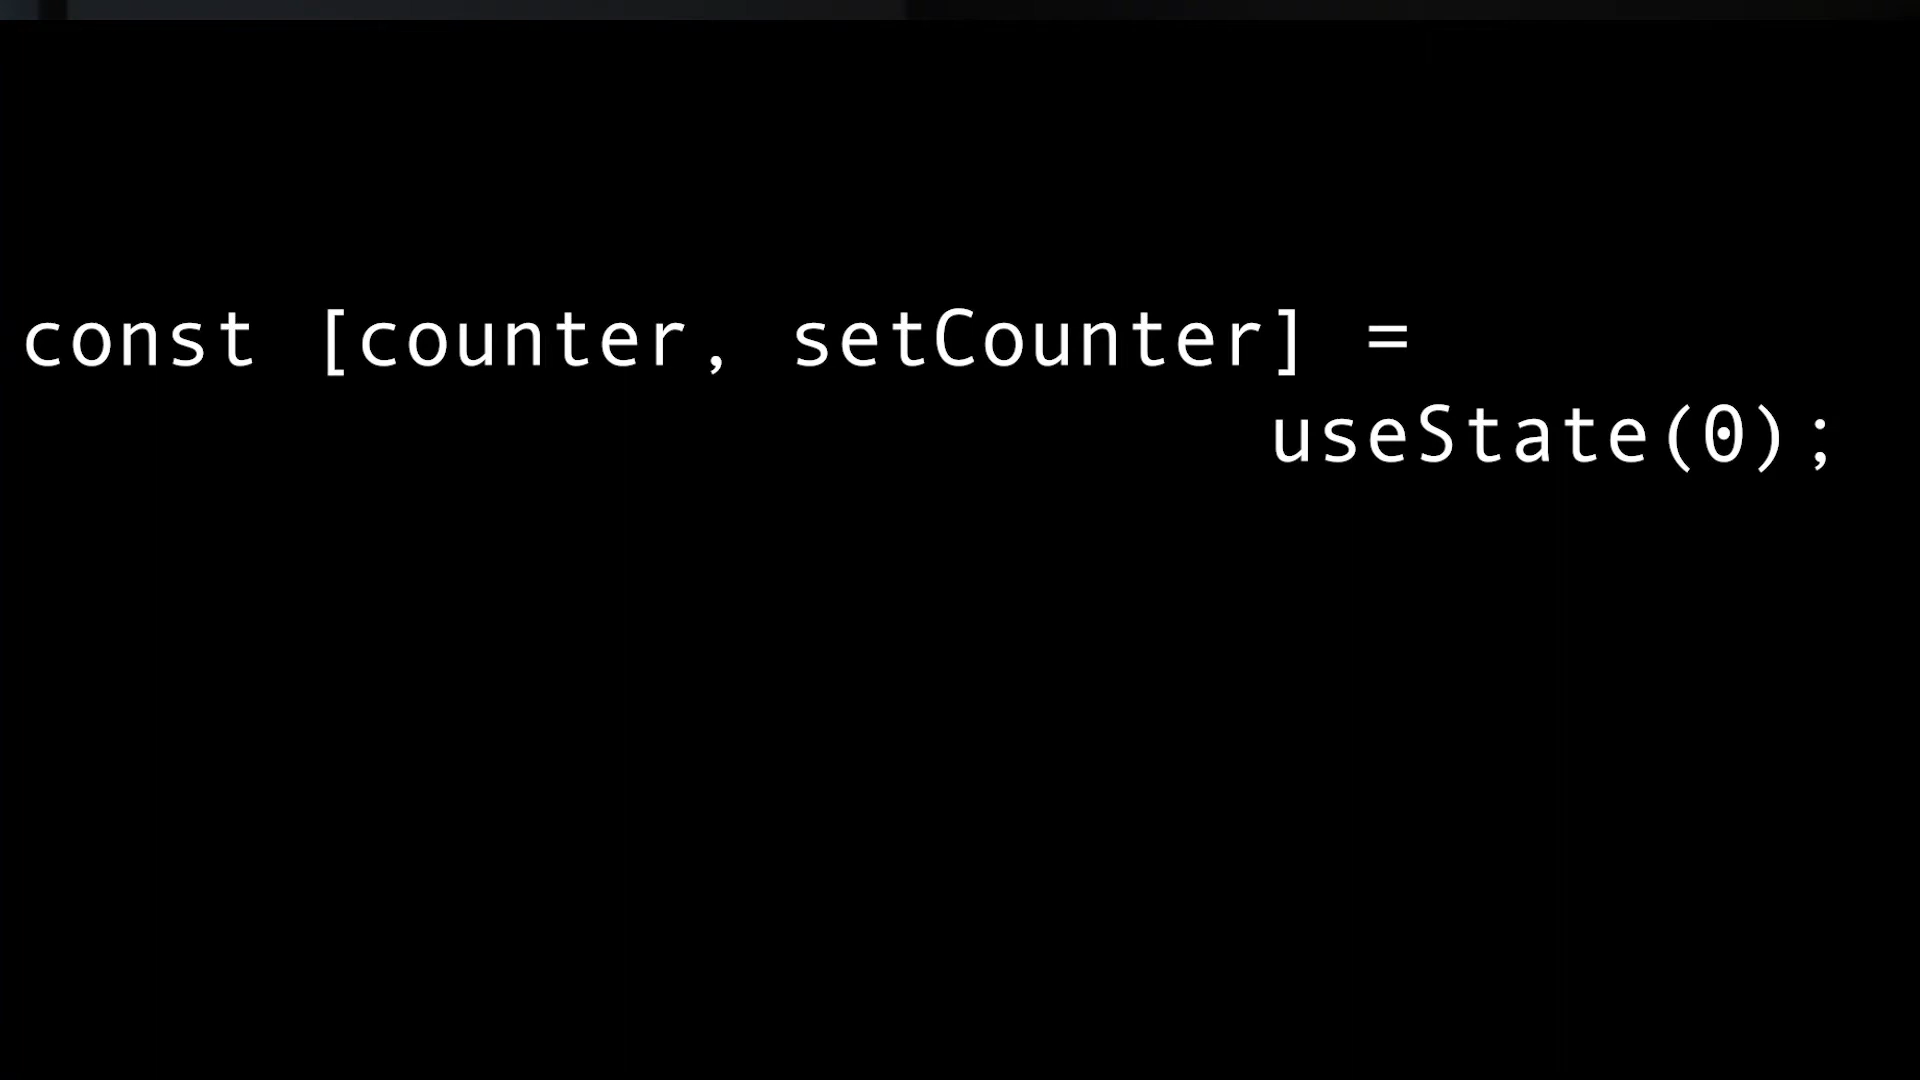 const [counter, setCounter] =
useState(0);